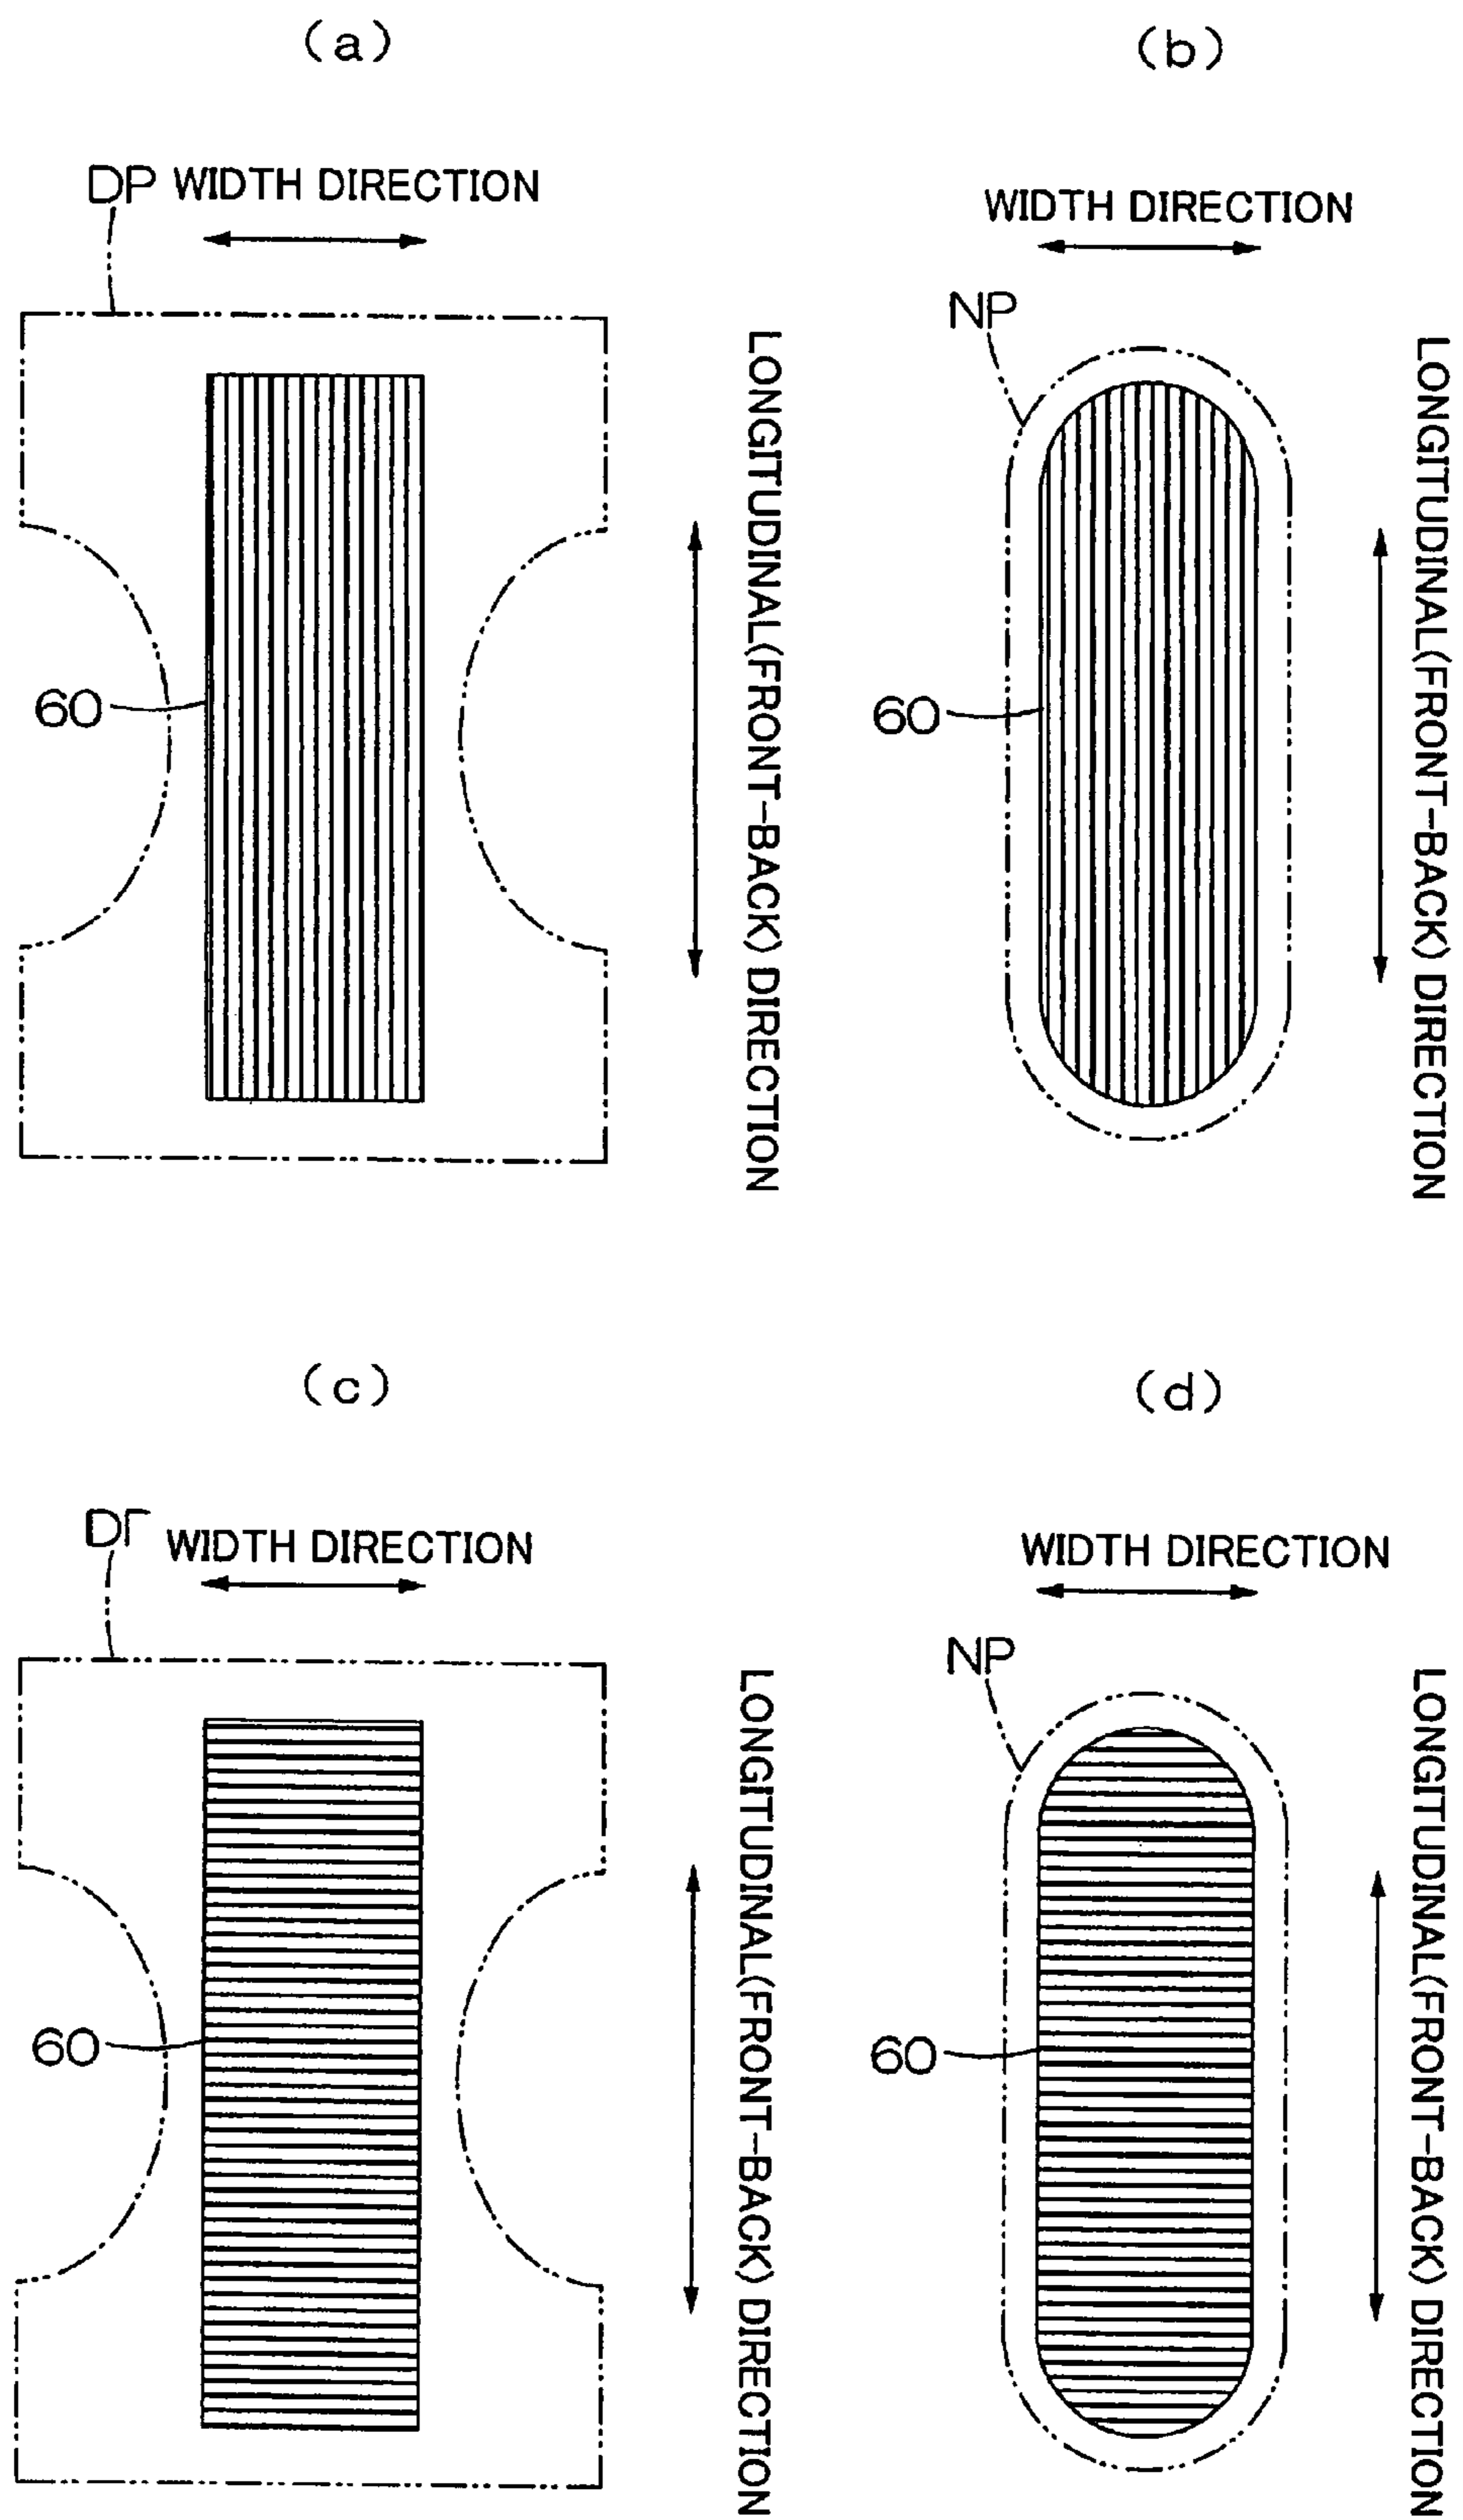 (a)
DP WIDTH DIRECTION
60
LONGITUDINAL(FRONT-BACK) DIRECTION
(b)
WIDTH DIRECTION
NP
60
LONGITUDINAL(FRONT-BACK) DIRECTION
(c)
WIDTH DIRECTION
60
LONGITUDINAL(FRONT-BACK) DIRECTION
(d)
WIDTH DIRECTION
NP
60
LONGITUDINAL(FRONT-BACK) DIRECTION